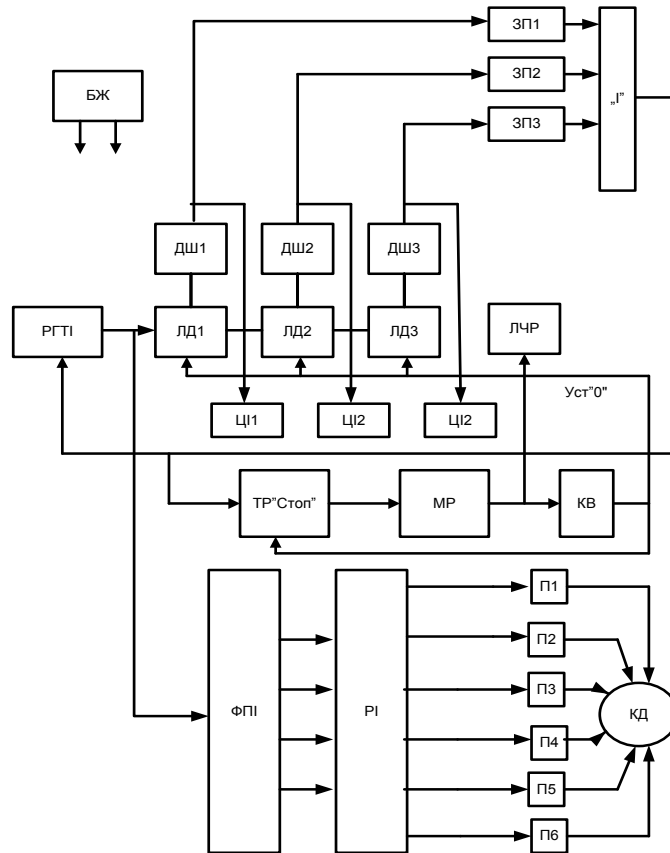 ЗП1
БЖ
ЗП2
„І”
ЗП3
ДШ1
ДШ2
ДШ3
РГТІ
ЛД1
ЛД2
ЛД3
ЛЧР
Уст"0"
ЦІ1
ЦІ2
ЦІ2
ТР"Стоп”
МР
КВ
П1
П2
П3
ФПІ
РІ
КД
П4
П5
П6